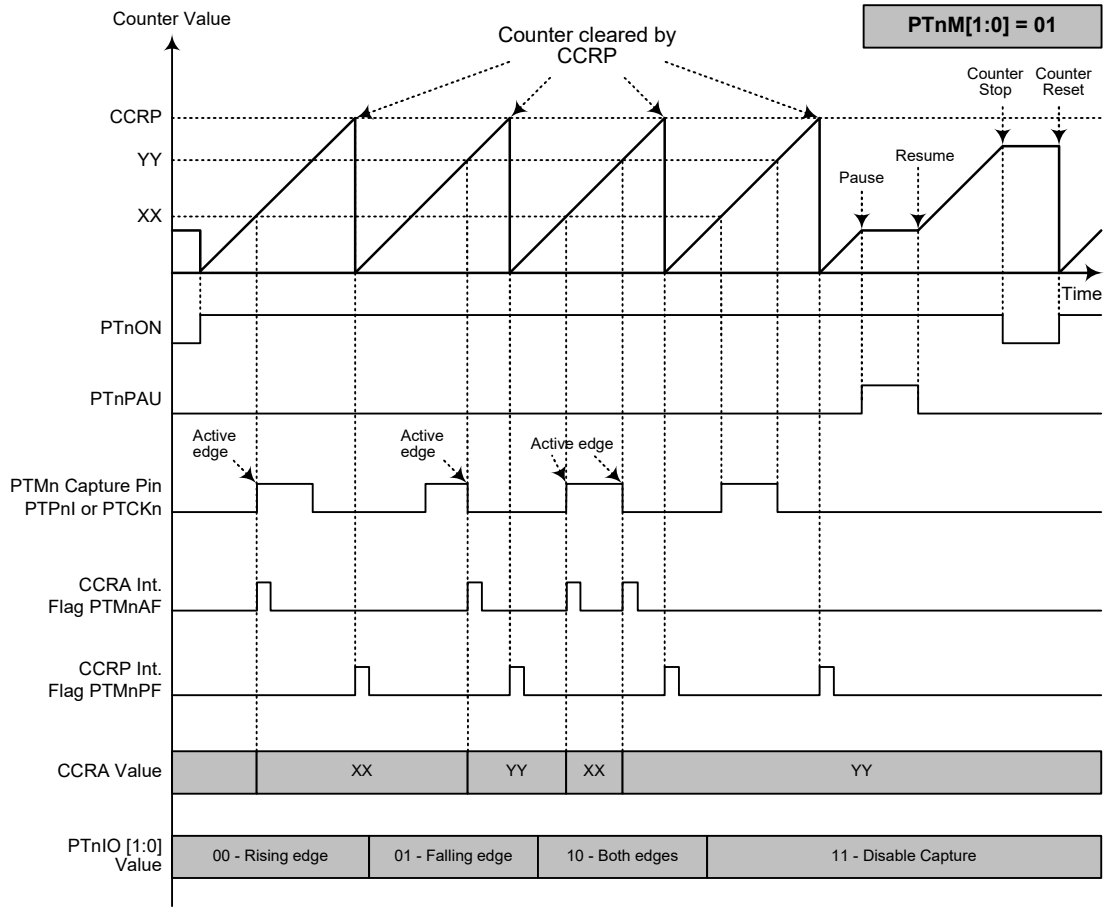 Counter Value
PTnM[1:0] = 01
Counter cleared by
CCRP
Counter
Stop
Counter
Reset
CCRP
YY
Resume
Pause
XX
Time
PTnON
PTnPAU
Active
edge
Active
edge
Active edge
PTMn Capture Pin
PTPnI or PTCKn
CCRA Int.
Flag PTMnAF
CCRP Int.
Flag PTMnPF
CCRA Value
XX
YY
XX
YY
PTnIO [1:0]
Value
00 - Rising edge
01 - Falling edge
10 - Both edges
11 - Disable Capture